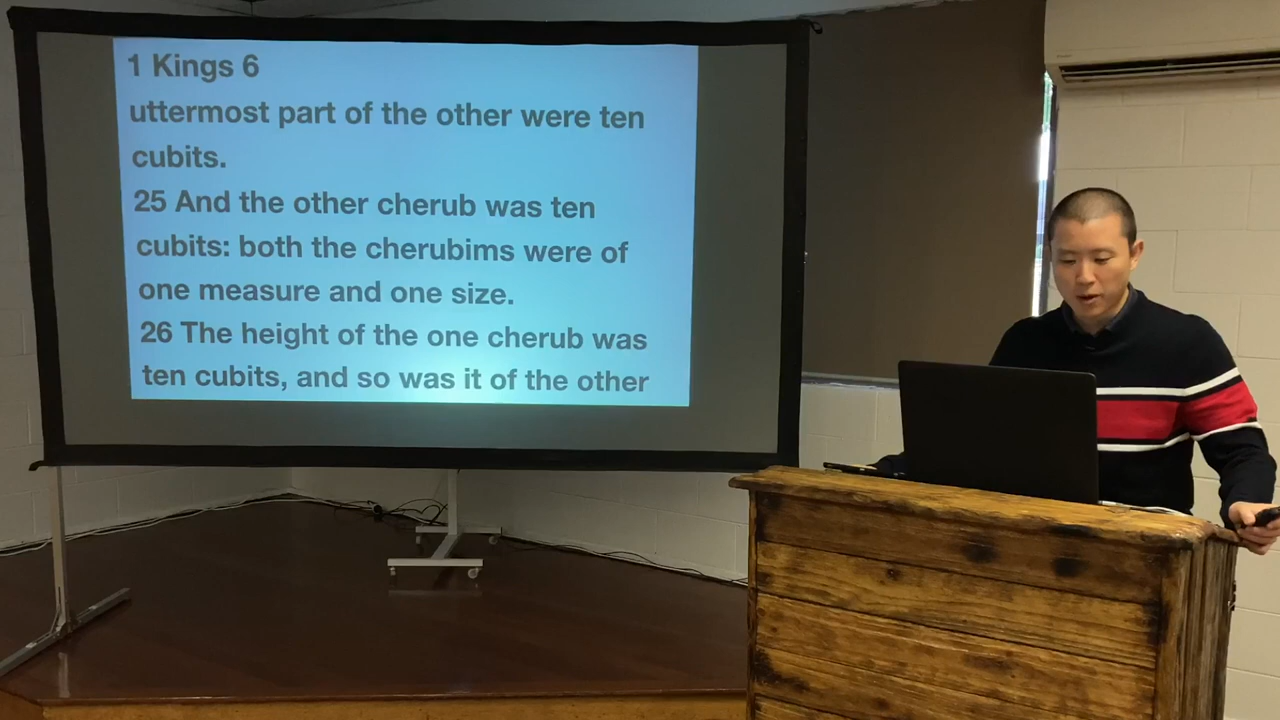 1 Kings 6
uttermost part of the other were ten
cubits.
25 And the other cherub was ten
cubits: both the cherubims were of
one measure and one size.
26 The height of the one cherub was
ten cubits, and so was it of the other